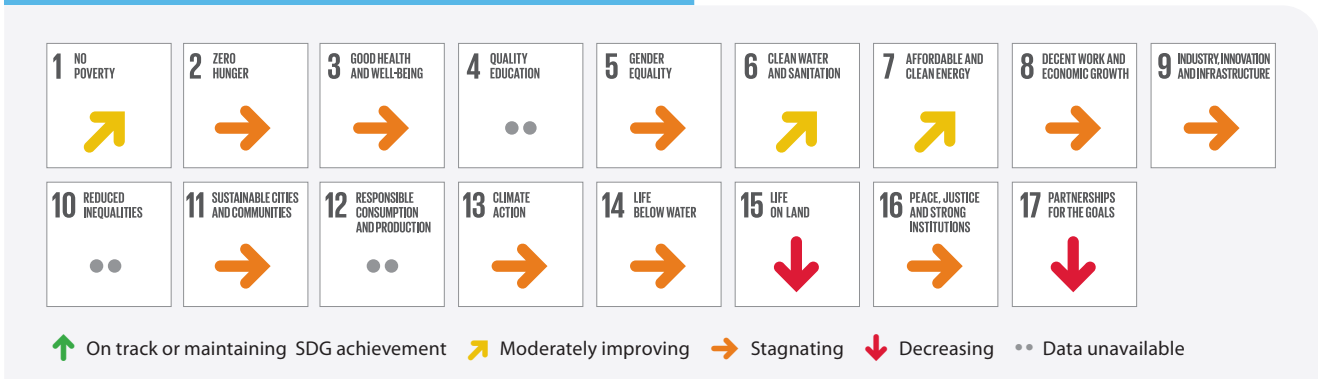 1 NO
POVERTY
2 ZERO
HUNGER
3 GOOD HEALTH
AND WELL-BEING
4 QUALITY
EDUCATION
5 GENDER
EQUALITY
6 CLEAN WATER
AND SANITATION
7 AFFORDABLE AND
CLEAN ENERGY
8 DECENT WORK AND
ECONOMIC GROWTH
9 INDUSTRY, INNOVATION
AND INFRASTRUCTURE
10 REDUCED
INEQUALITIES
11 SUSTAINABLE CITIES
AND COMMUNITIES
12 RESPONSIBLE
CONSUMPTION
AND PRODUCTION
13 CLIMATE
ACTION
14 LIFE
BELOW WATER
15 LIFE
ON LAND
16 PEACE, JUSTICE
AND STRONG
INSTITUTIONS
17 PARTNERSHIPS
FOR THE GOALS
On track or maintaining SDG achievement Moderately improving Stagnating Decreasing Data unavailable